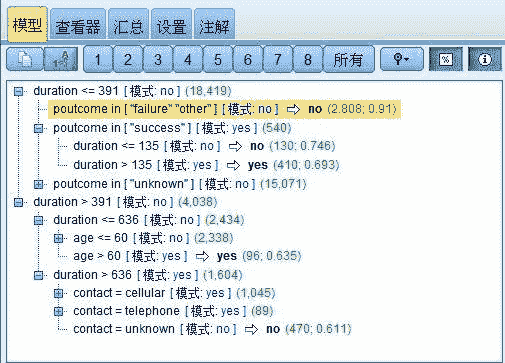 模型 查看器 汇总 设置 注解
1 2 3 4 5 6 7 8 所有 %
duration <= 391 [ 模式: no ] (18,419)
poutcome in [ "failure" "other" ] [ 模式: no ] ⇨ no (2,808; 0.91)
poutcome in [ "success" ] [ 模式: yes ] (540)
duration <= 135 [ 模式: no ] ⇨ no (130; 0.746)
duration > 135 [ 模式: yes ] ⇨ yes (410; 0.693)
poutcome in [ "unknown" ] [ 模式: no ] (15,071)
duration > 391 [ 模式: no ] (4,038)
duration <= 636 [ 模式: no ] (2,434)
age <= 60 [ 模式: no ] (2,338)
age > 60 [ 模式: yes ] ⇨ yes (96; 0.635)
duration > 636 [ 模式: yes ] (1,604)
contact = cellular [ 模式: yes ] (1,045)
contact = telephone [ 模式: yes ] (89)
contact = unknown [ 模式: no ] ⇨ no (470; 0.611)